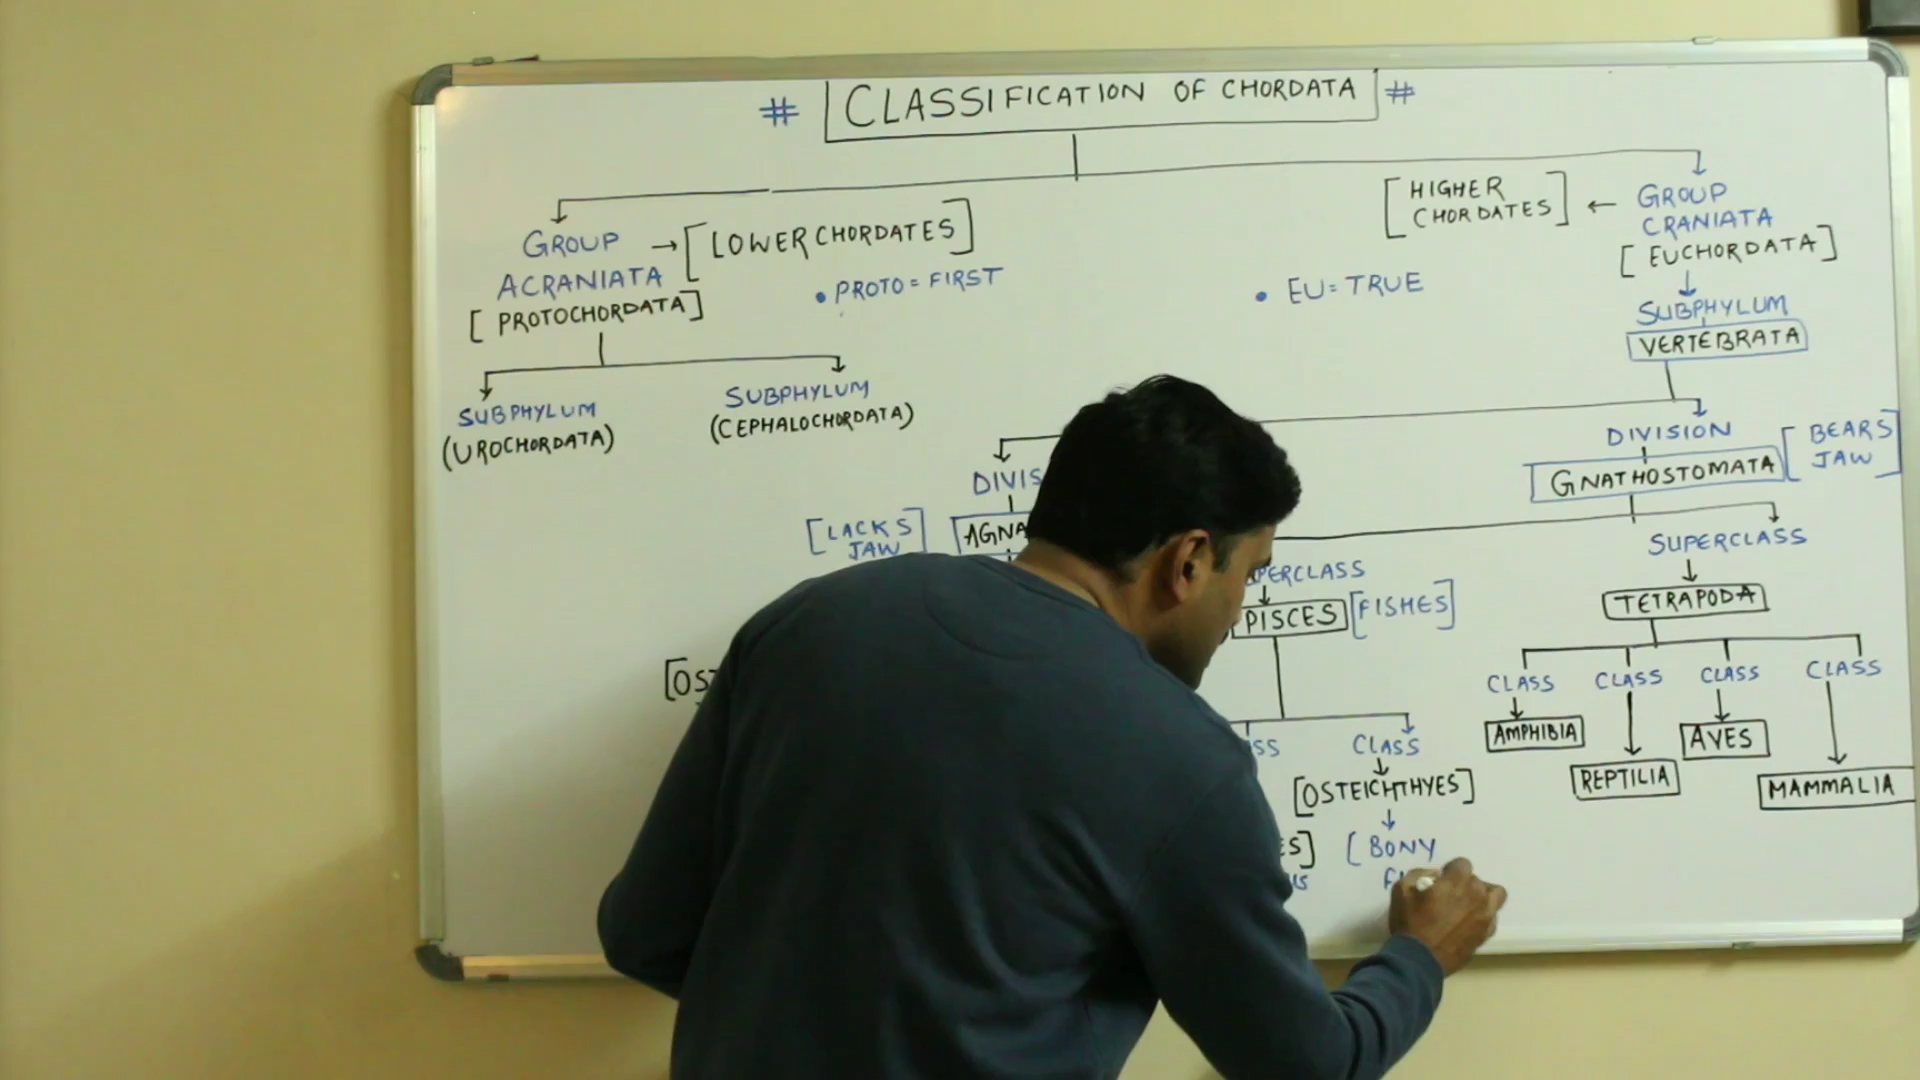 # CLASSIFICATION OF CHORDATA #
GROUP
ACRANIATA
[PROTOCHORDATA]
→ [LOWER CHORDATES]
• PROTO = FIRST
SUBPHYLUM
(UROCHORDATA)
SUBPHYLUM
(CEPHALOCHORDATA)
[HIGHER
CHORDATES] ←
GROUP
CRANIATA
[EUCHORDATA]
• EU = TRUE
SUBPHYLUM
VERTEBRATA
[LACKS
JAW
DIVISION
GNATHOSTOMATA
[BEARS
JAW]
PISCES [FISHES]
SUPERCLASS
TETRAPODA
CLASS
[OSTEICHTHYES]
[BONY
CLASS
AMPHIBIA
CLASS
REPTILIA
CLASS
AVES
CLASS
MAMMALIA